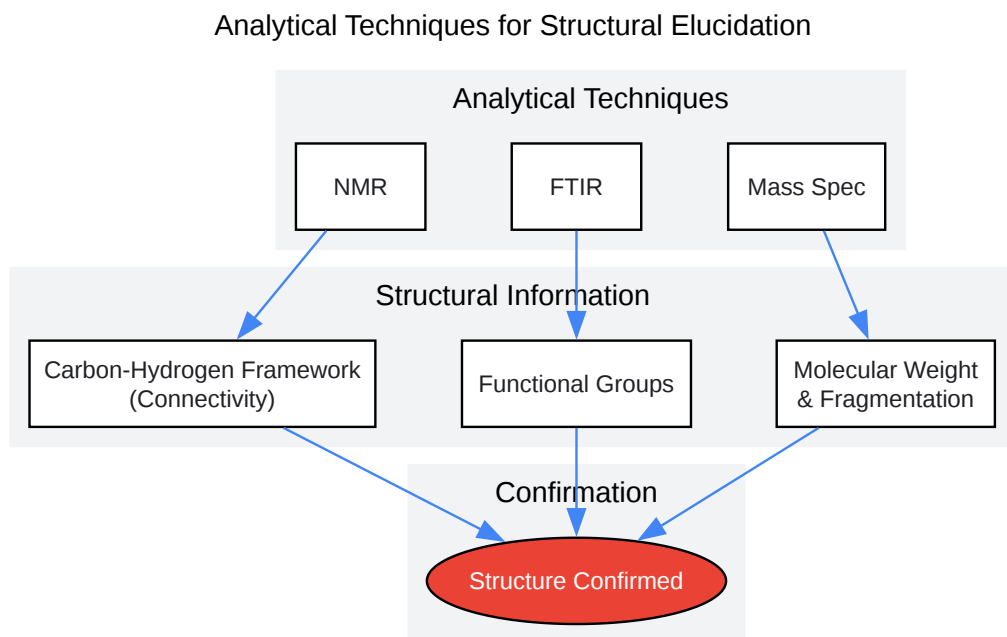 Analytical Techniques for Structural Elucidation
Analytical Techniques
NMR
FTIR
Mass Spec
Structural Information
Carbon-Hydrogen Framework
(Connectivity)
Functional Groups
Molecular Weight
& Fragmentation
Confirmation
Structure Confirmed